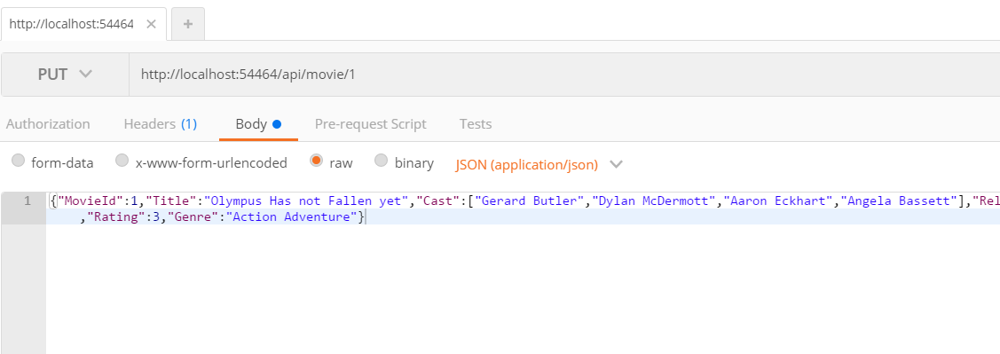 http://localhost:54464
PUT http://localhost:54464/api/movie/1
Authorization Headers (1) Body Pre-request Script Tests
form-data x-www-form-urlencoded raw binary JSON (application/json)
1 {"MovieId":1,"Title":"Olympus Has not Fallen yet","Cast":["Gerard Butler","Dylan McDermott","Aaron Eckhart","Angela Bassett"],"Rel
,"Rating":3,"Genre":"Action Adventure"}